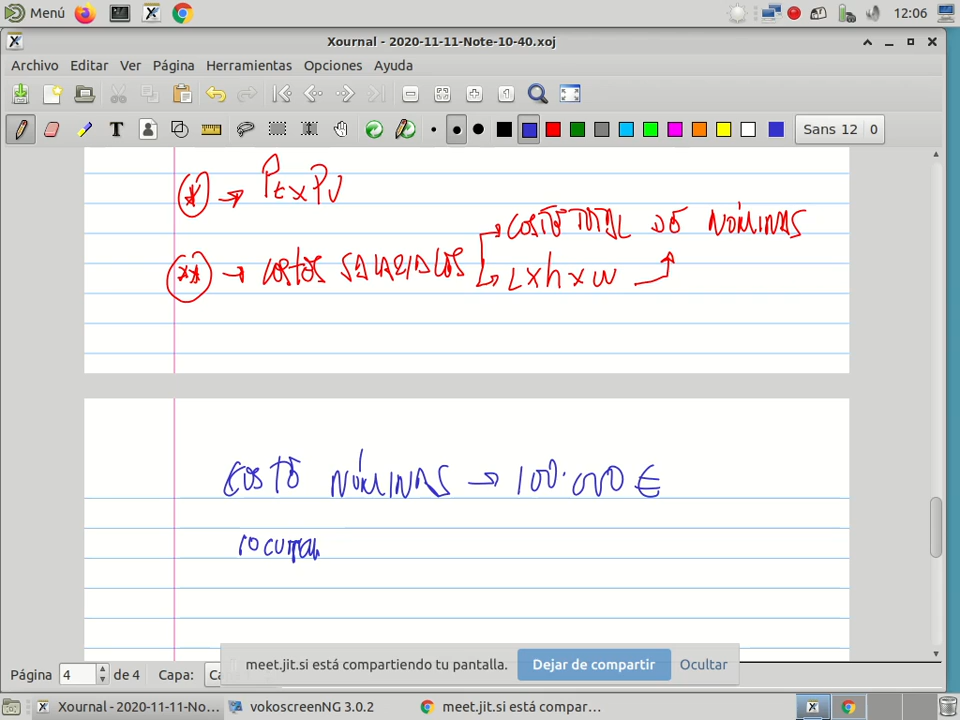 Menú 12:06
Xournal - 2020-11-11-Note-10-40.xoj
Archivo Editar Ver Página Herramientas Opciones Ayuda
Sans 12 0
(*) → Pt x PV
(**) → COSTES SALARIALES
COSTE TOTAL DE NÓMINAS
L x h x w
COSTE NÓMINAS → 100.000 €
meet.jit.si está compartiendo tu pantalla. Dejar de compartir Ocultar
Página 4 de 4 Capa: Ca
Xournal - 2020-11-11-No... vokoscreenNG 3.0.2 meet.jit.si está compar...